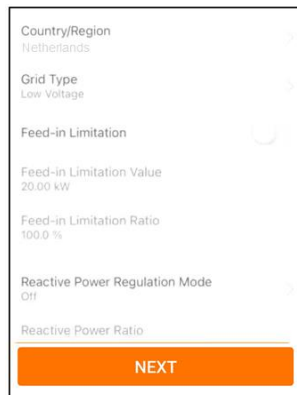 Country/Region
Netherlands
Grid Type
Low Voltage
Feed-in Limitation
Feed-in Limitation Value
20.00 kW
Feed-in Limitation Ratio
100.0 %
Reactive Power Regulation Mode
Off
Reactive Power Ratio
NEXT